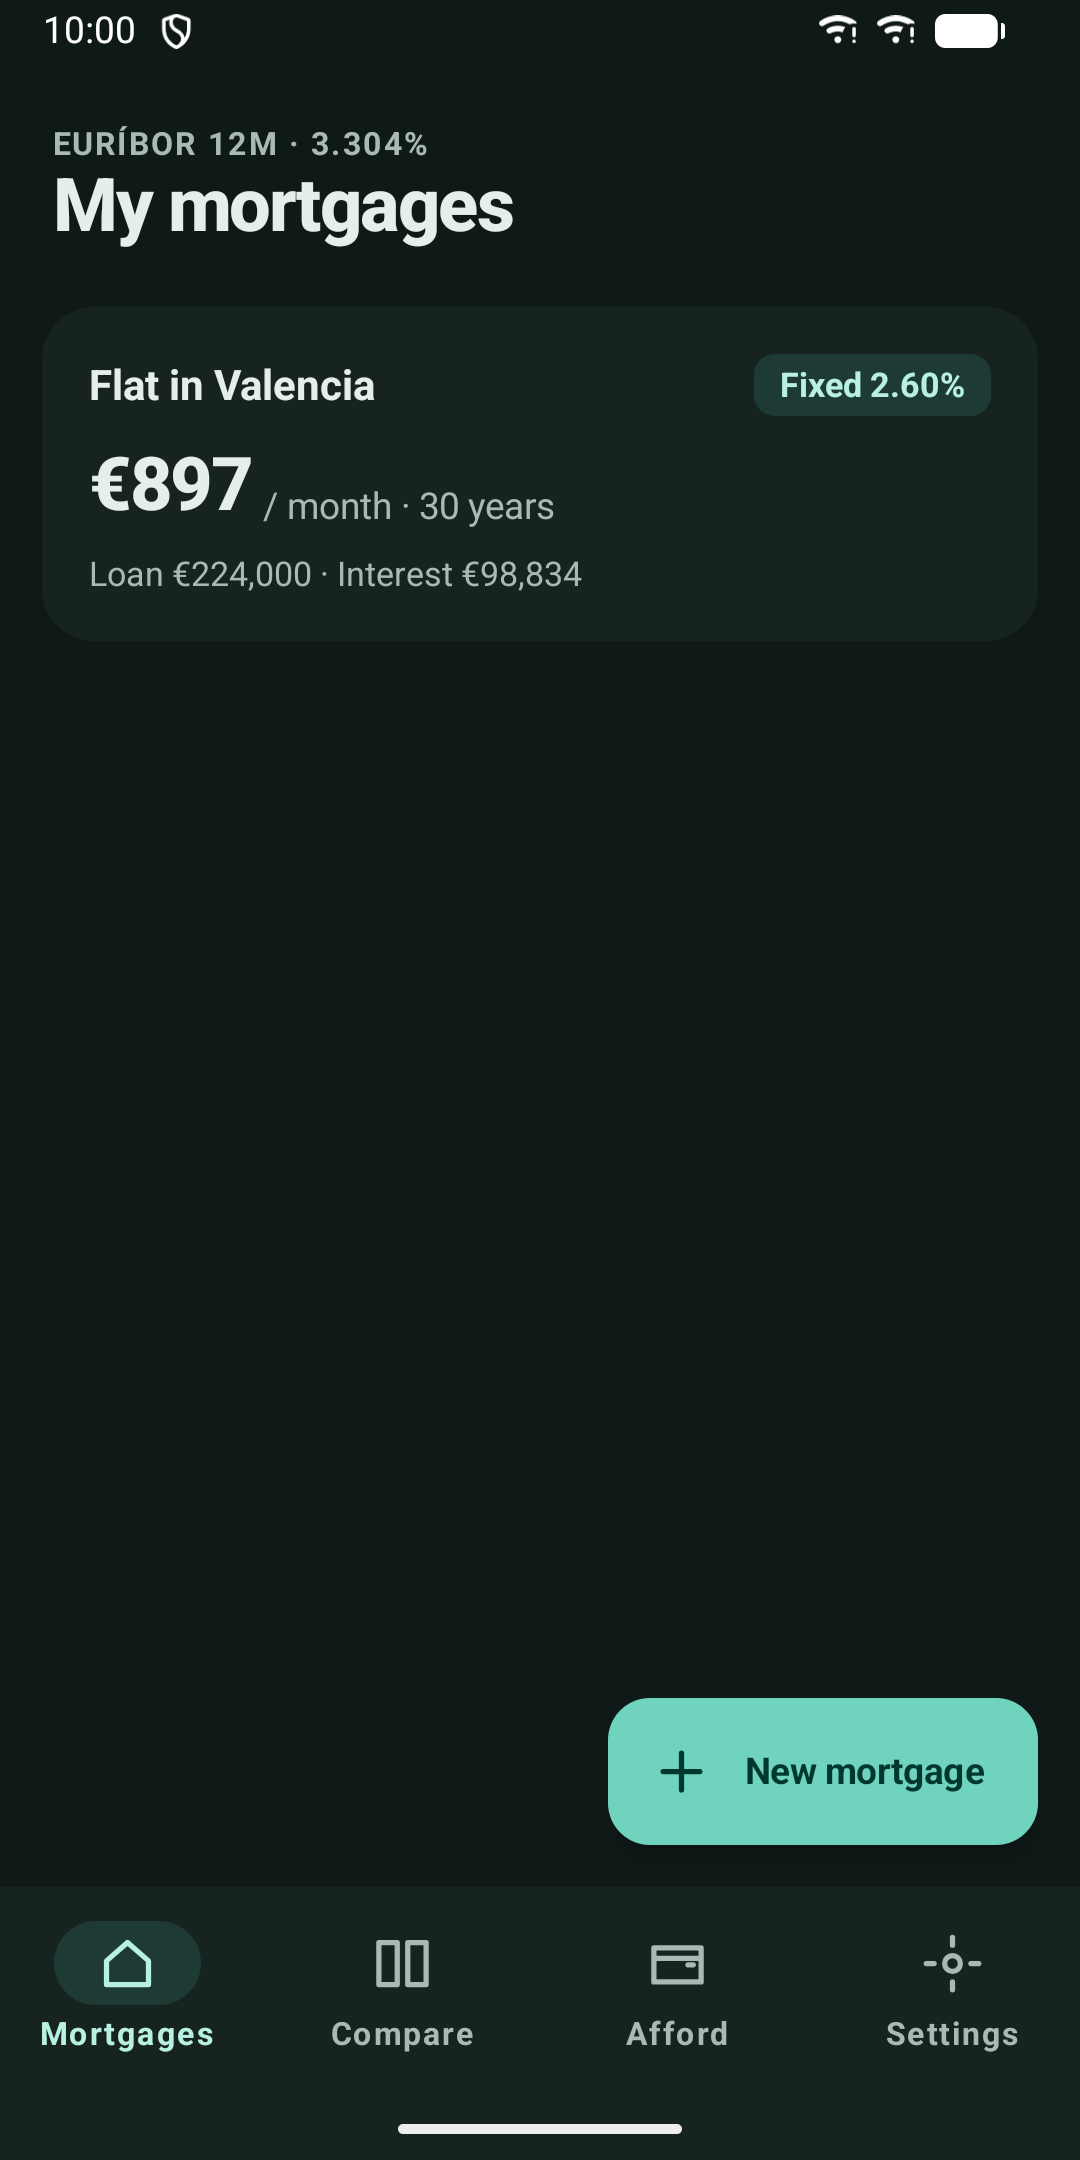 10:00
EURÍBOR 12M · 3.304%
My mortgages
Flat in Valencia
Fixed 2.60%
€897 / month · 30 years
Loan €224,000 · Interest €98,834
New mortgage
Mortgages
Compare
Afford
Settings